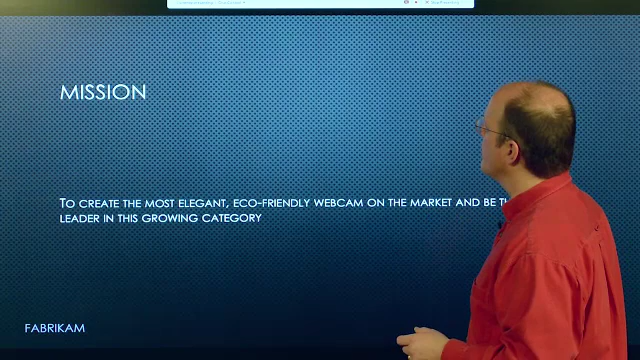 MISSION
TO CREATE THE MOST ELEGANT, ECO-FRIENDLY WEBCAM ON THE MARKET AND BE
LEADER IN THIS GROWING CATEGORY
FABRIKAM